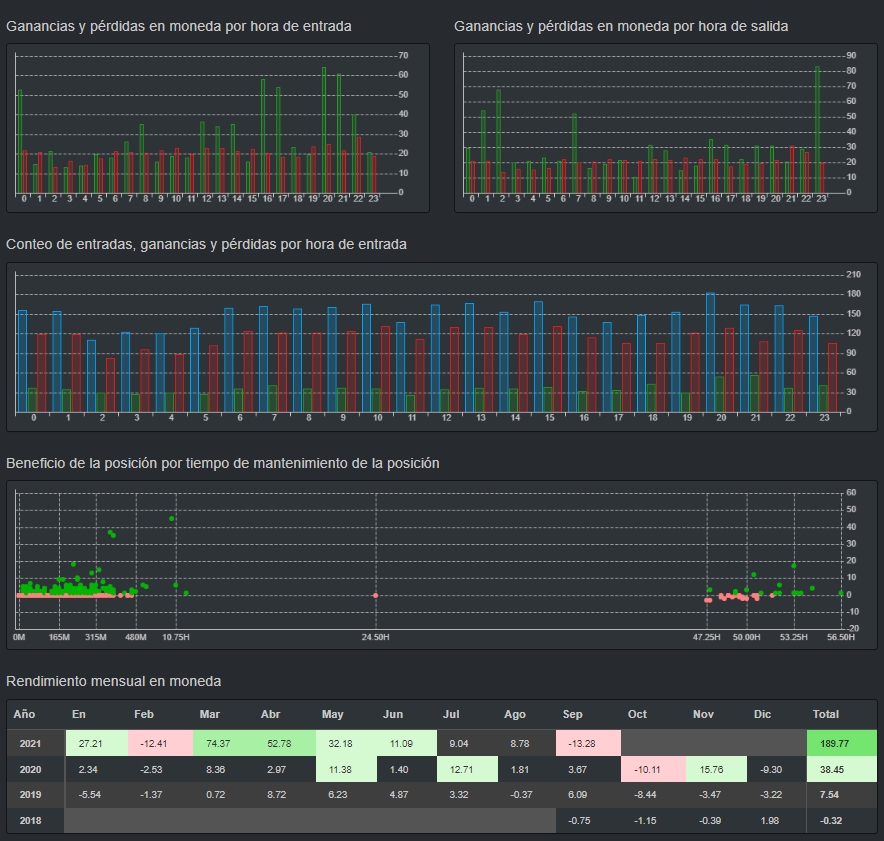 Ganancias y pérdidas en moneda por hora de entrada
70
60
50
40
30
20
10
0
0 1 2 3 4 5 6 7 8 9 10 11 12 13 14 15 16 17 18 19 20 21 22 23
Ganancias y pérdidas en moneda por hora de salida
90
80
70
60
50
40
30
20
10
0
0 1 2 3 4 5 6 7 8 9 10 11 12 13 14 15 16 17 18 19 20 21 22 23
Conteo de entradas, ganancias y pérdidas por hora de entrada
210
180
150
120
90
60
30
0
0 1 2 3 4 5 6 7 8 9 10 11 12 13 14 15 16 17 18 19 20 21 22 23
Beneficio de la posición por tiempo de mantenimiento de la posición
60
50
40
30
20
10
0
-10
-20
0M 165M 315M 480M 10.75H 24.50H 47.25H 50.00H 53.25H 56.50H
Rendimiento mensual en moneda
Año En Feb Mar Abr May Jun Jul Ago Sep Oct Nov Dic Total
2021 27.21 -12.41 74.37 52.78 32.18 11.09 9.04 8.78 -13.28 189.77
2020 2.34 -2.53 8.36 2.97 11.38 1.40 12.71 1.81 3.67 -10.11 15.76 -9.30 38.45
2019 -5.54 -1.37 0.72 8.72 6.23 4.87 3.32 -0.37 6.09 -8.44 -3.47 -3.22 7.54
2018 -0.75 -1.15 -0.39 1.98 -0.32